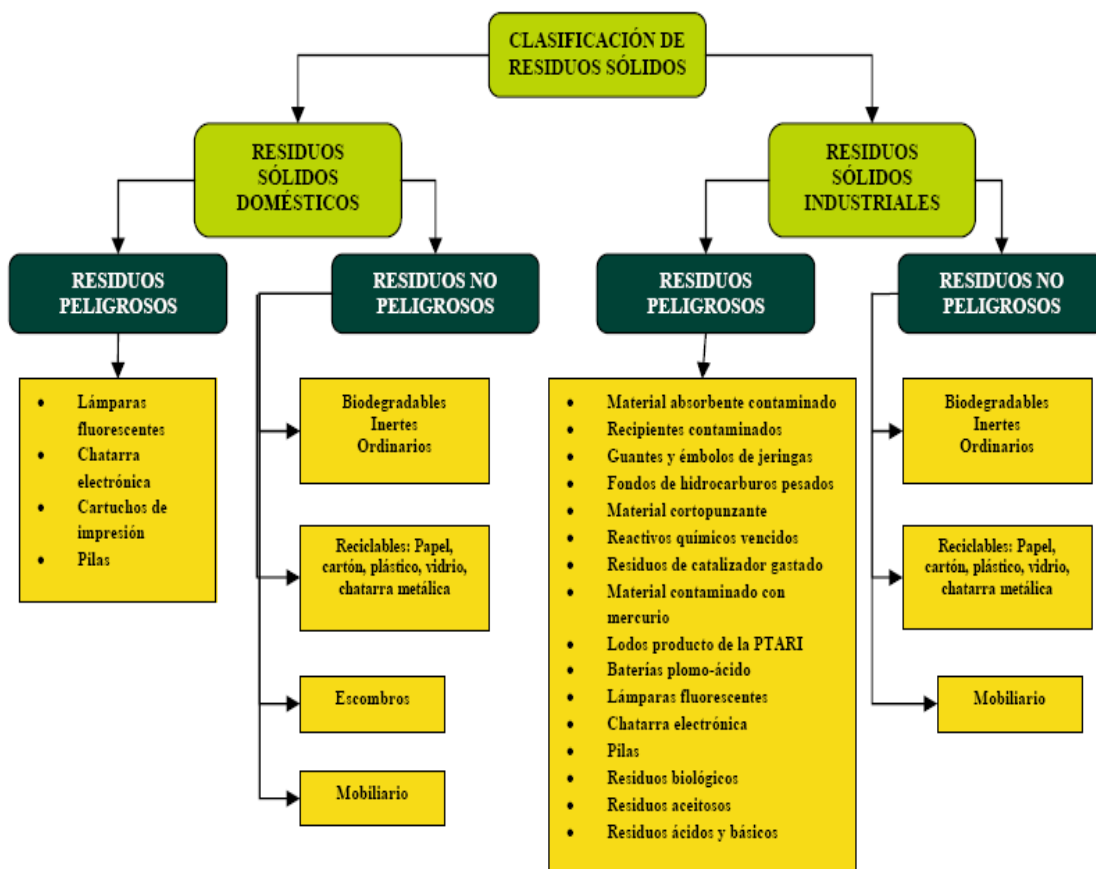 CLASIFICACIÓN DE
RESIDUOS SÓLIDOS
RESIDUOS
SÓLIDOS
DOMÉSTICOS
RESIDUOS
SÓLIDOS
INDUSTRIALES
RESIDUOS
PELIGROSOS
RESIDUOS NO
PELIGROSOS
RESIDUOS
PELIGROSOS
RESIDUOS NO
PELIGROSOS
• Lámparas
fluorescentes
• Chatarra
electrónica
• Cartuchos de
impresión
• Pilas
Biodegradables
Inertes
Ordinarios
Reciclables: Papel,
cartón, plástico, vidrio,
chatarra metálica
Escombros
Mobiliario
• Material absorbente contaminado
• Recipientes contaminados
• Guantes y émbolos de jeringas
• Fondos de hidrocarburos pesados
• Material cortopunzante
• Reactivos químicos vencidos
• Residuos de catalizador gastado
• Material contaminado con
mercurio
• Lodos producto de la PTARI
• Baterías plomo-ácido
• Lámparas fluorescentes
• Chatarra electrónica
• Pilas
• Residuos biológicos
• Residuos aceitosos
• Residuos ácidos y básicos
Biodegradables
Inertes
Ordinarios
Reciclables: Papel,
cartón, plástico, vidrio,
chatarra metálica
Mobiliario